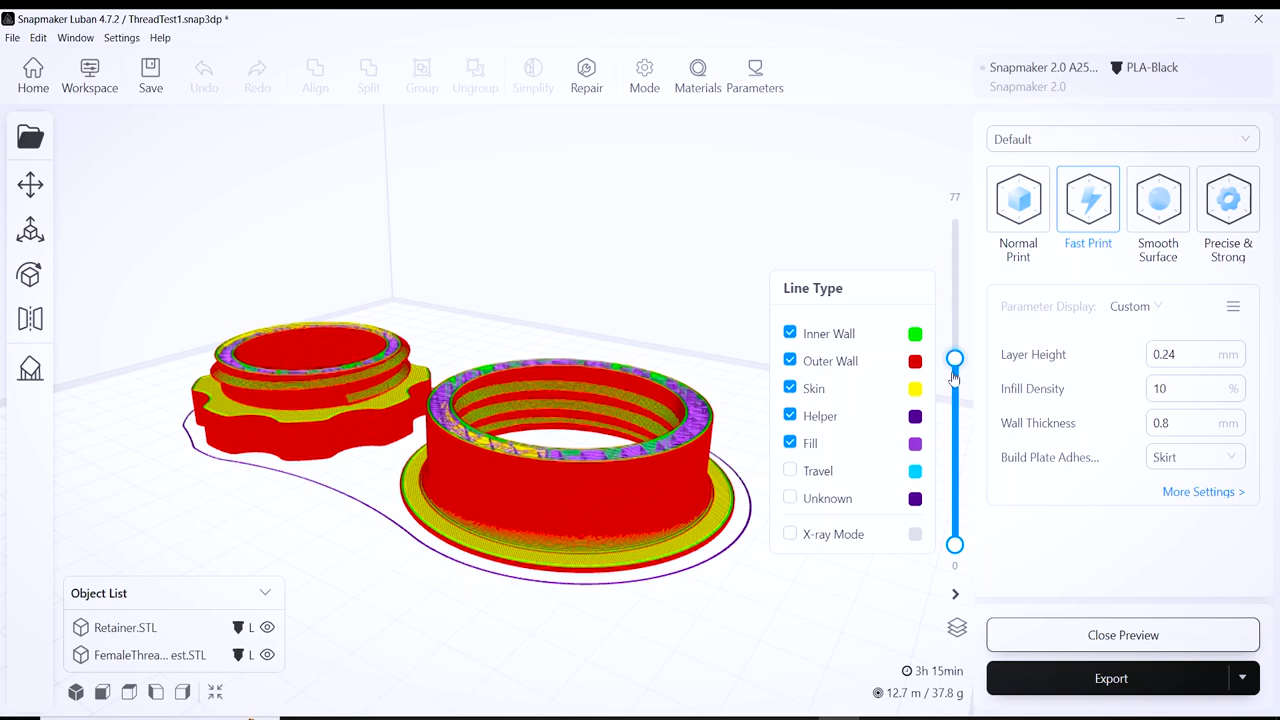 Snapmaker Luban 4.7.2 / ThreadTest1.snap3dp *
File Edit Window Settings Help
Home Workspace Save Undo Redo Align Split Group Ungroup Simplify Repair Mode Materials Parameters
Snapmaker 2.0 A25... PLA-Black
Snapmaker 2.0
Default
Normal Print
Fast Print
Smooth Surface
Precise & Strong
Parameter Display: Custom
Layer Height 0.24 mm
Infill Density 10 %
Wall Thickness 0.8 mm
Build Plate Adhes... Skirt
More Settings >
77
Line Type
Inner Wall
Outer Wall
Skin
Helper
Fill
Travel
Unknown
X-ray Mode
0
Object List
Retainer.STL L
FemaleThrea... est.STL L
3h 15min
12.7 m / 37.8 g
Close Preview
Export